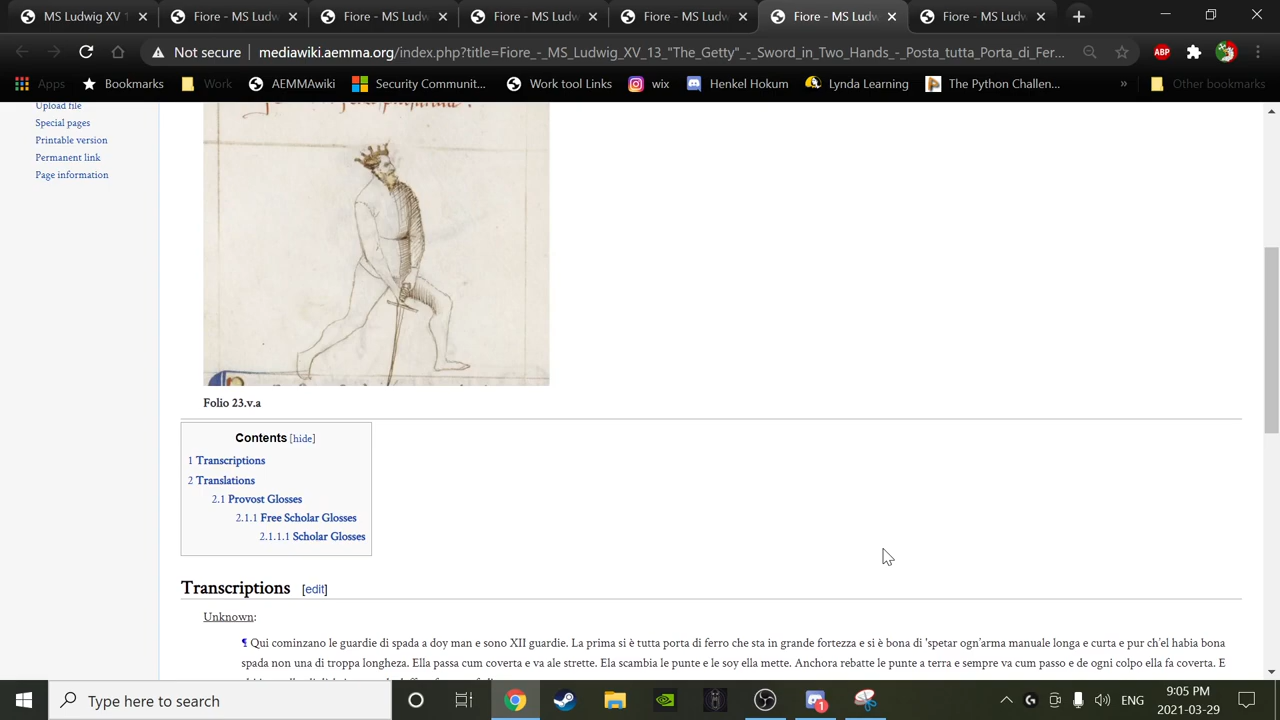 MS Ludwig XV 1
Fiore - MS Ludw
Fiore - MS Ludw
Fiore - MS Ludw
Fiore - MS Ludw
Fiore - MS Ludw
Fiore - MS Ludw
Not secure | mediawiki.aemma.org/index.php?title=Fiore_-_MS_Ludwig_XV_13_"The_Getty"_-_Sword_in_Two_Hands_-_Posta_tutta_Porta_di_Fer...
ABP
Apps Bookmarks Work AEMMAwiki Security Communit... Work tool Links wix Henkel Hokum Lynda Learning The Python Challen... » Other bookmarks
Upload file
Special pages
Printable version
Permanent link
Page information
Folio 23.v.a
Contents [hide]
1 Transcriptions
2 Translations
2.1 Provost Glosses
2.1.1 Free Scholar Glosses
2.1.1.1 Scholar Glosses
Transcriptions [edit]
Unknown:
¶ Qui cominzano le guardie di spada a doy man e sono XII guardie. La prima si è tutta porta di ferro che sta in grande fortezza e si è bona di 'spetar ogn'arma manuale longa e curta e pur ch'el habia bona
spada non una di troppa longheza. Ella passa cum coverta e va ale strette. Ela scambia le punte e le soy ella mette. Anchora rebatte le punte a terra e sempre va cum passo e de ogni colpo ella fa coverta. E
Type here to search
1
ENG
9:05 PM
2021-03-29